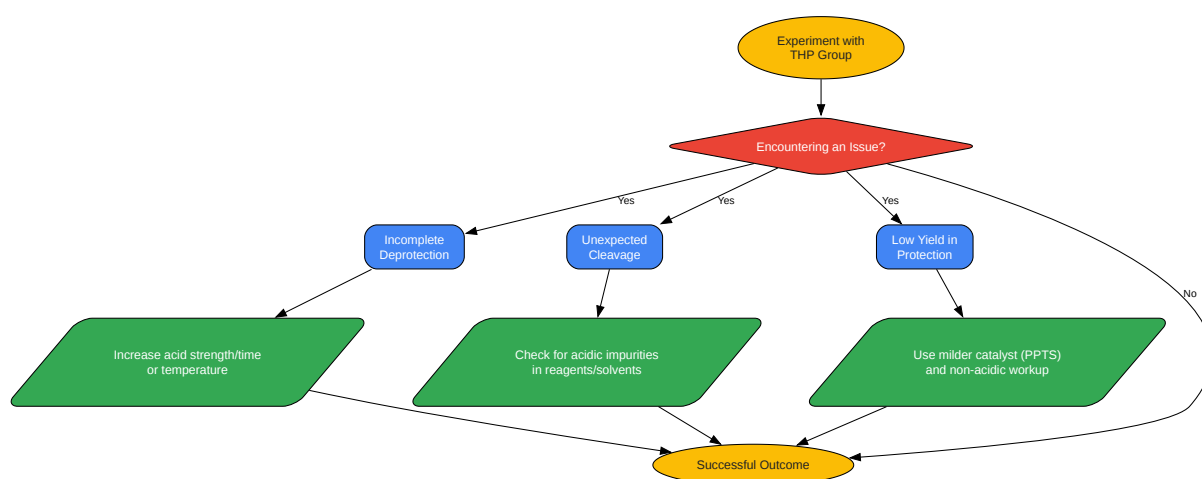 Experiment with
THP Group
Encountering an Issue?
Yes
Yes
Yes
Incomplete
Deprotection
Unexpected
Cleavage
Low Yield in
Protection
No
Increase acid strength/time
or temperature
Check for acidic impurities
in reagents/solvents
Use milder catalyst (PPTS)
and non-acidic workup
Successful Outcome